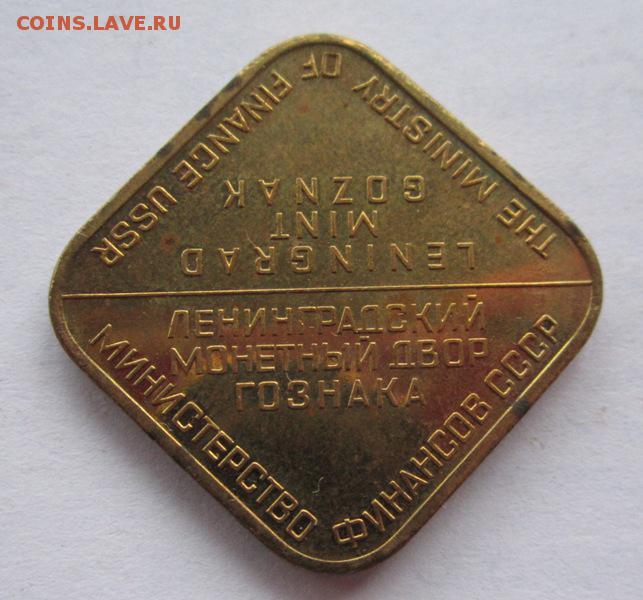 COINS.LAVE.RU
THE MINISTRY OF FINANCE USSR
LENINGRAD
MINT
GOZNAK
ЛЕНИНГРАДСКИЙ
МОНЕТНЫЙ ДВОР
ГОЗНАКА
МИНИСТЕРСТВО ФИНАНСОВ СССР